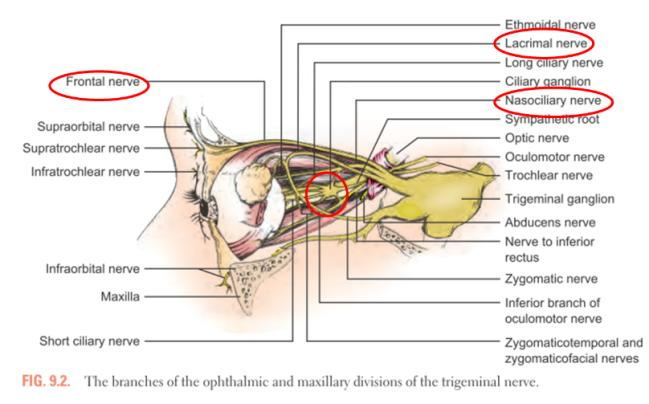 Ethmoidal nerve
Lacrimal nerve
Long ciliary nerve
Frontal nerve
Ciliary ganglion
Nasociliary nerve
Sympathetic root
Supraorbital nerve
Optic nerve
Supratrochlear nerve
Oculomotor nerve
Infratrochlear nerve
Trochlear nerve
Trigeminal ganglion
Abducens nerve
Nerve to inferior
rectus
Infraorbital nerve
Zygomatic nerve
Maxilla
Inferior branch of
oculomotor nerve
Short ciliary nerve
Zygomaticotemporal and
zygomaticofacial nerves
FIG. 9.2. The branches of the ophthalmic and maxillary divisions of the trigeminal nerve.